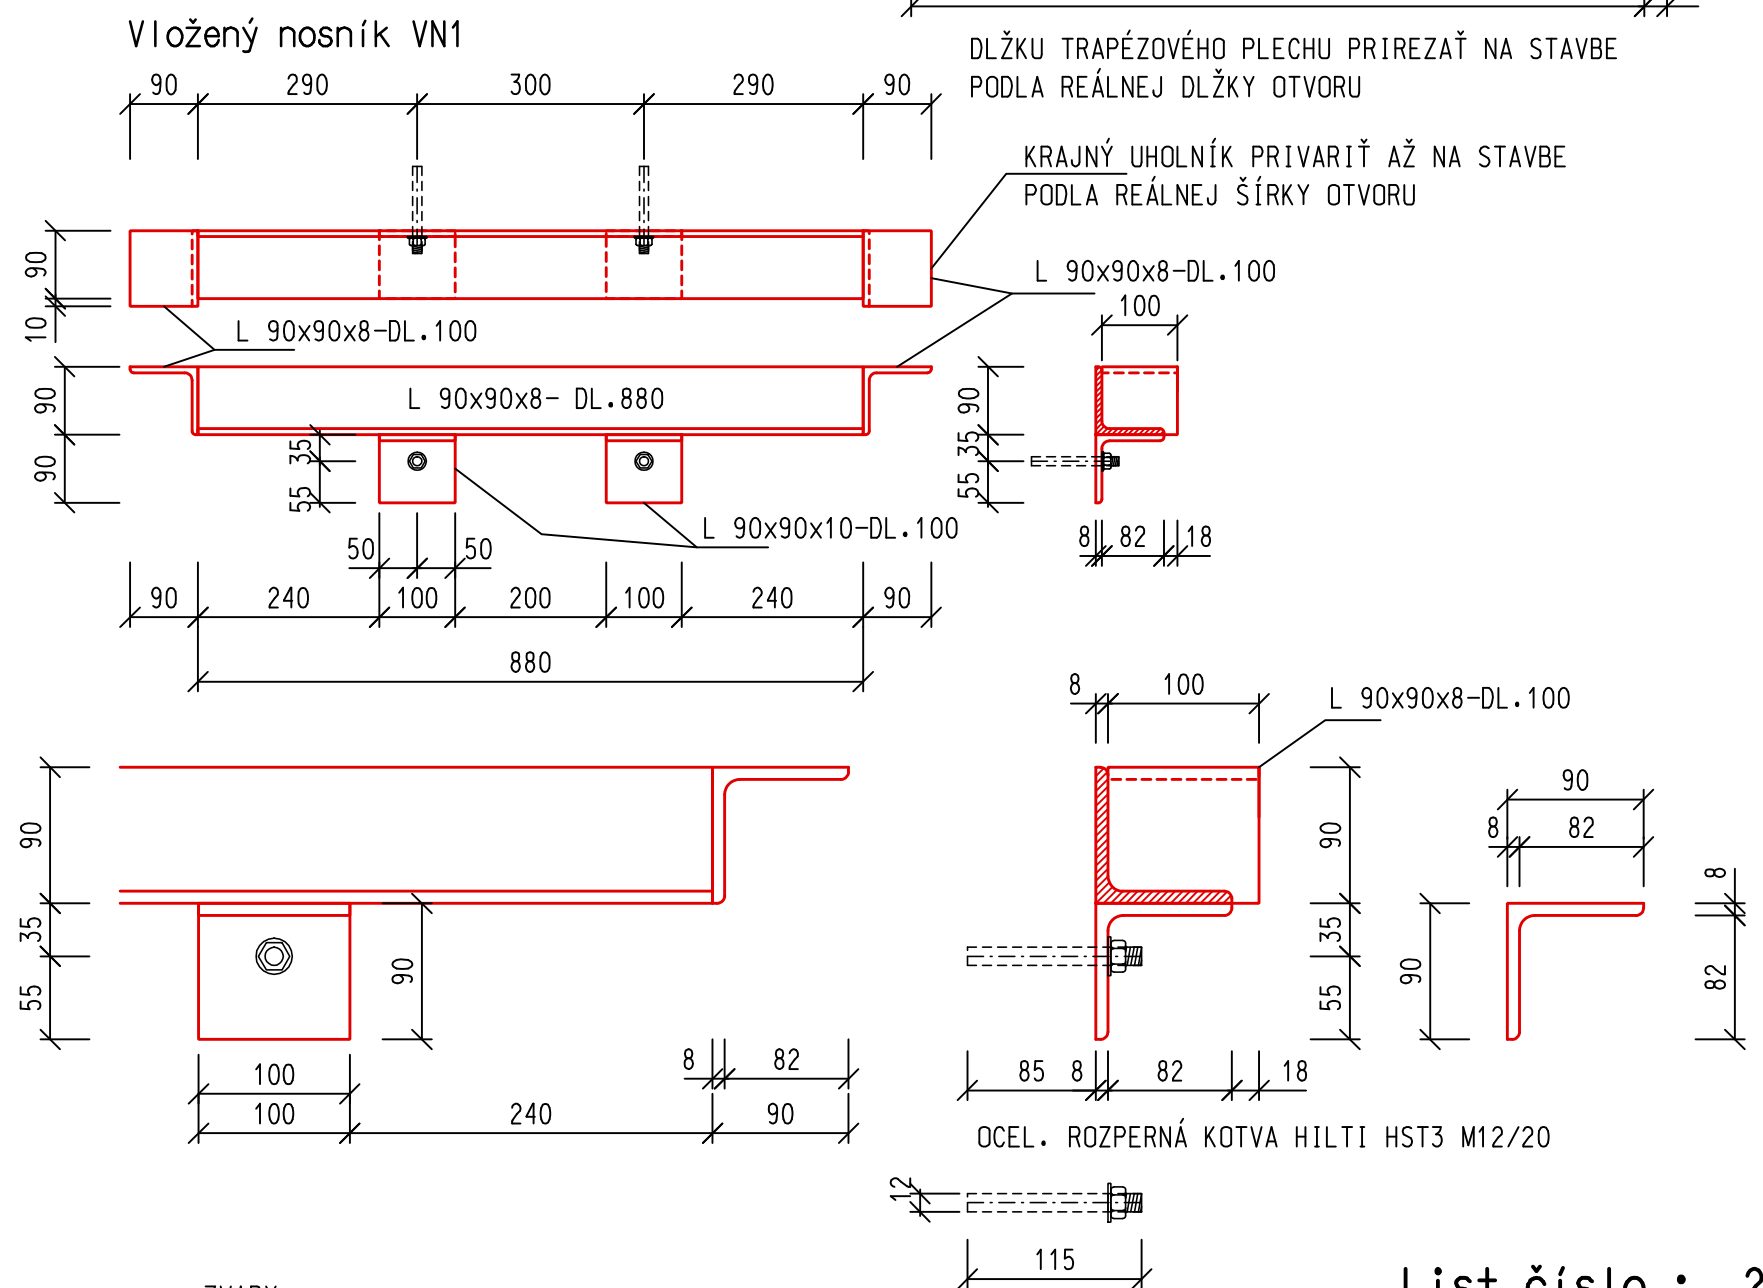 Vložený nosník VN1
DLŽKU TRAPÉZOVÉHO PLECHU PRIREZAŤ NA STAVBE
PODLA REÁLNEJ DLŽKY OTVORU
90 290 300 290 90
KRAJNÝ UHOLNÍK PRIVARIŤ AŽ NA STAVBE
PODLA REÁLNEJ ŠÍRKY OTVORU
90
10
L 90x90x8-DL.100
L 90x90x8-DL.100
100
90
90
L 90x90x8- DL.880
35
55
90
35
55
L 90x90x10-DL.100
50 50
8 82 18
90 240 100 200 100 240 90
880
8 100
L 90x90x8-DL.100
90
35
55
90
90
35
55
90
8 82
8
82
90
100
8 82
100 240 90
85 8 82 18
OCEL. ROZPERNÁ KOTVA HILTI HST3 M12/20
12
115
List číslo :